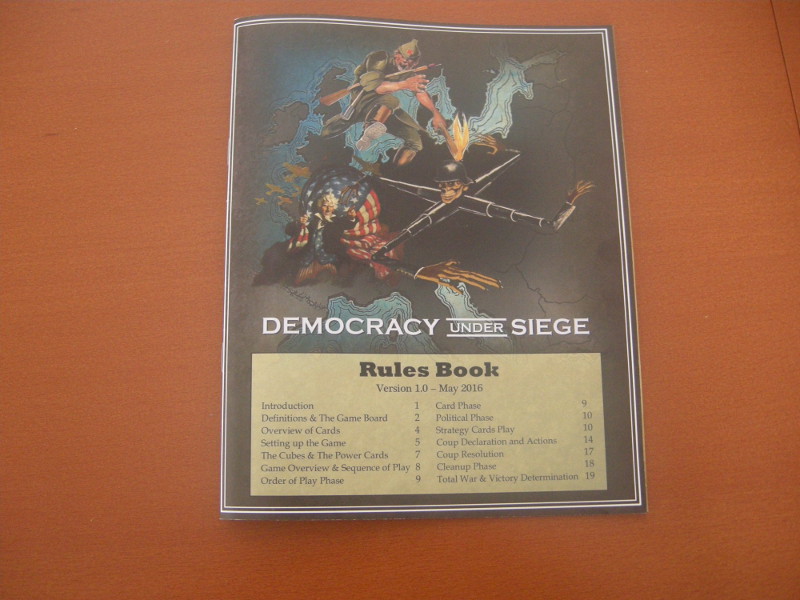 DEMOCRACY UNDER SIEGE
Rules Book
Version 1.0 – May 2016
Introduction 1
Definitions & The Game Board 2
Overview of Cards 4
Setting up the Game 5
The Cubes & The Power Cards 7
Game Overview & Sequence of Play 8
Order of Play Phase 9
Card Phase 9
Political Phase 10
Strategy Cards Play 10
Coup Declaration and Actions 14
Coup Resolution 17
Cleanup Phase 18
Total War & Victory Determination 19